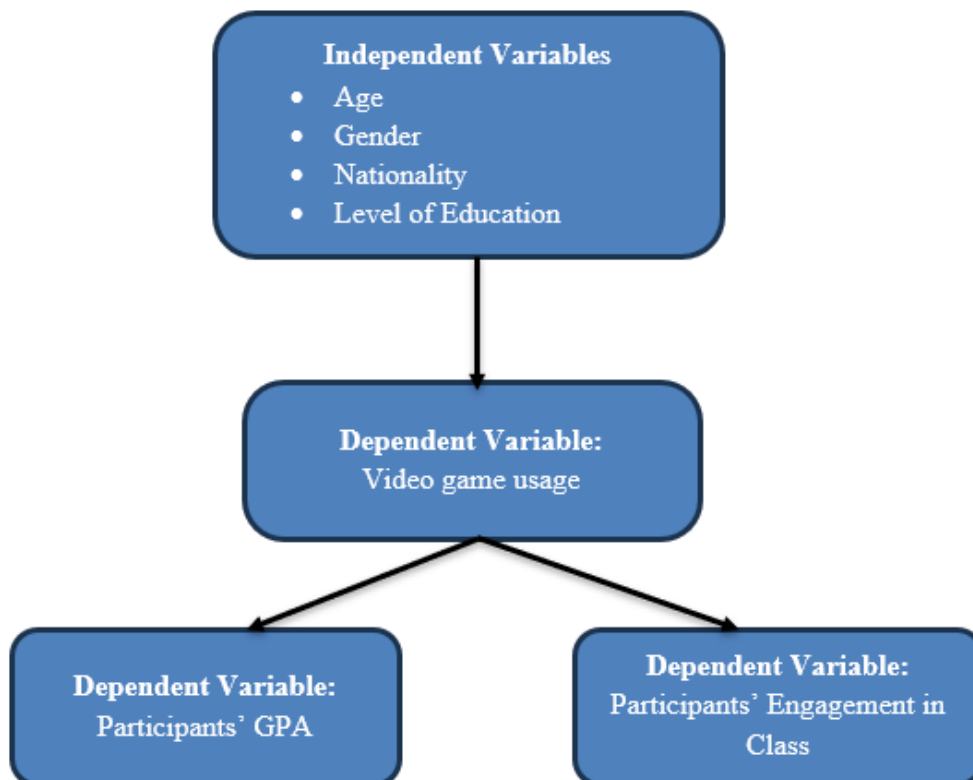 Independent Variables
• Age
• Gender
• Nationality
• Level of Education
Dependent Variable:
Video game usage
Dependent Variable:
Participants’ GPA
Dependent Variable:
Participants’ Engagement in
Class